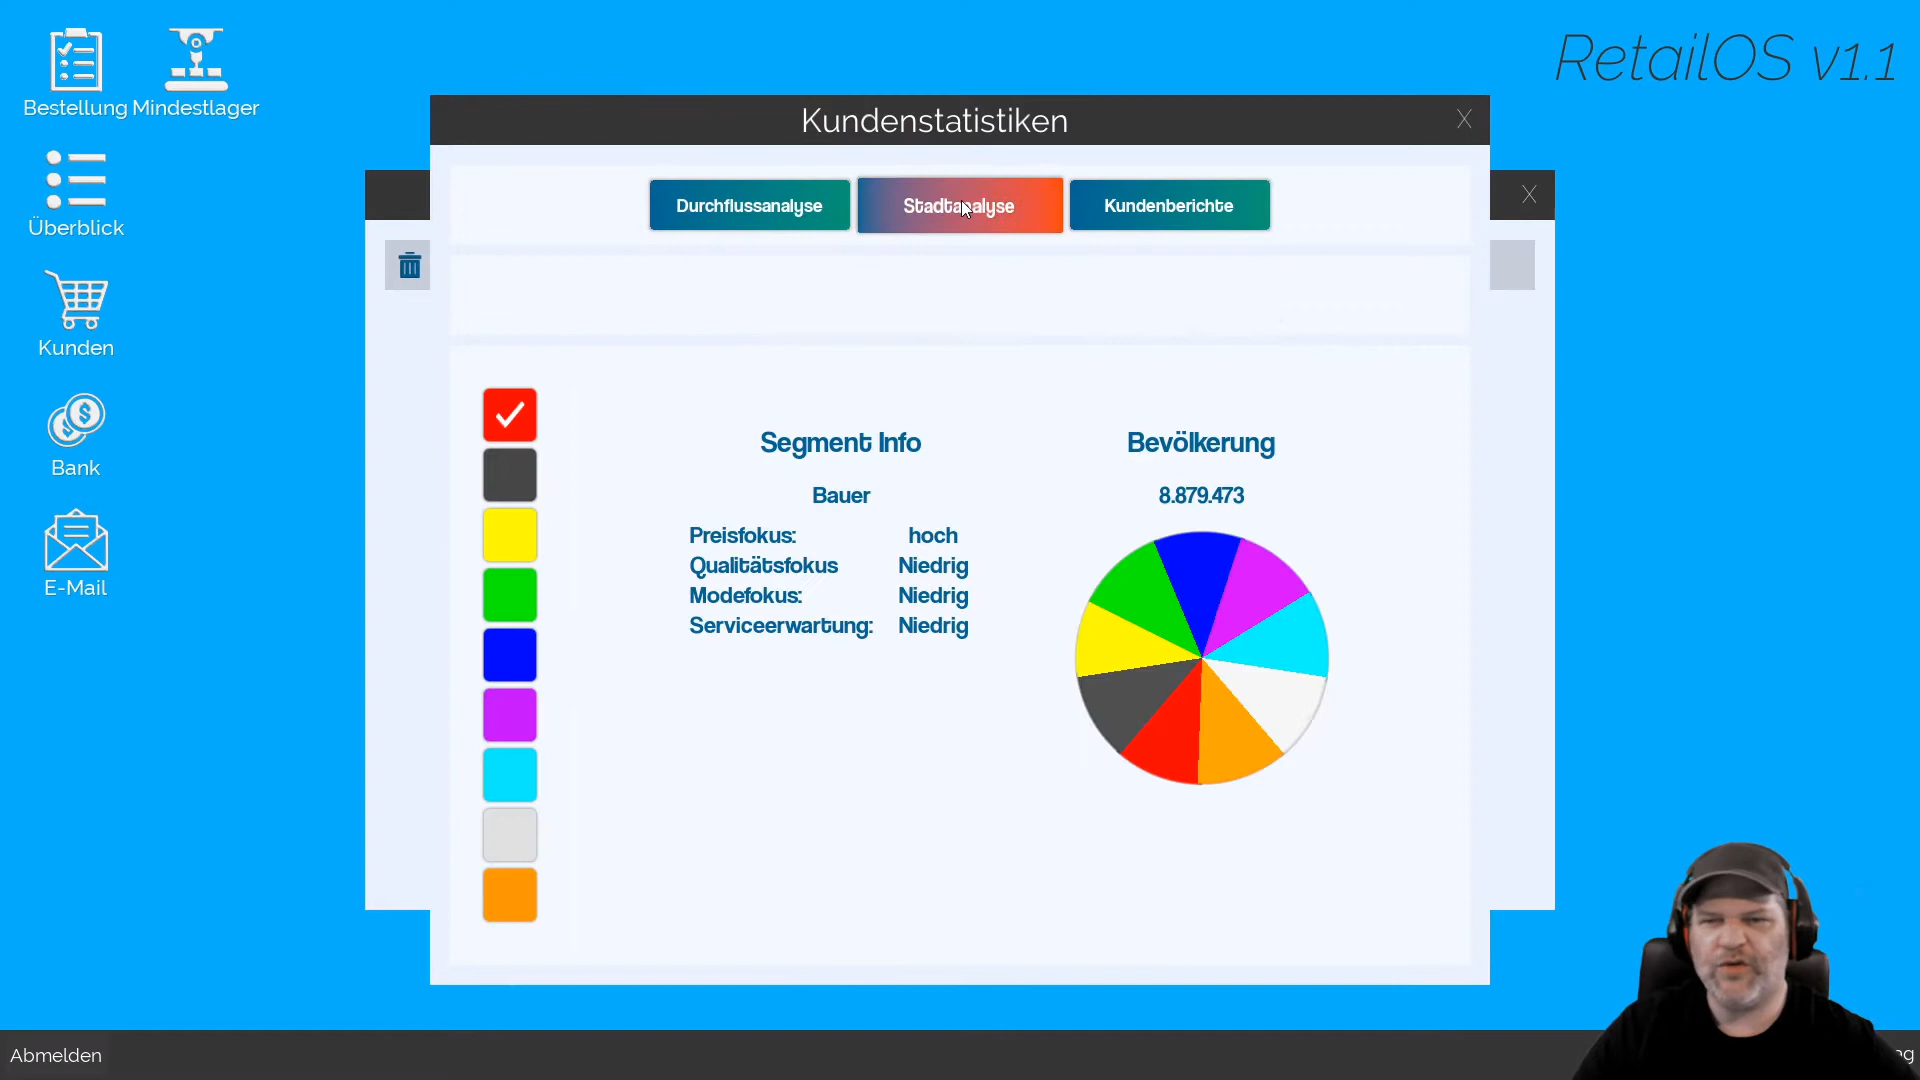 RetailOS v1.1
Bestellung
Mindestlager
Überblick
Kunden
Bank
E-Mail
Kundenstatistiken
X
X
Durchflussanalyse
Stadtanalyse
Kundenberichte
Segment Info
Bauer
Preisfokus: hoch
Qualitätsfokus Niedrig
Modefokus: Niedrig
Serviceerwartung: Niedrig
Bevölkerung
8.879.473
Abmelden